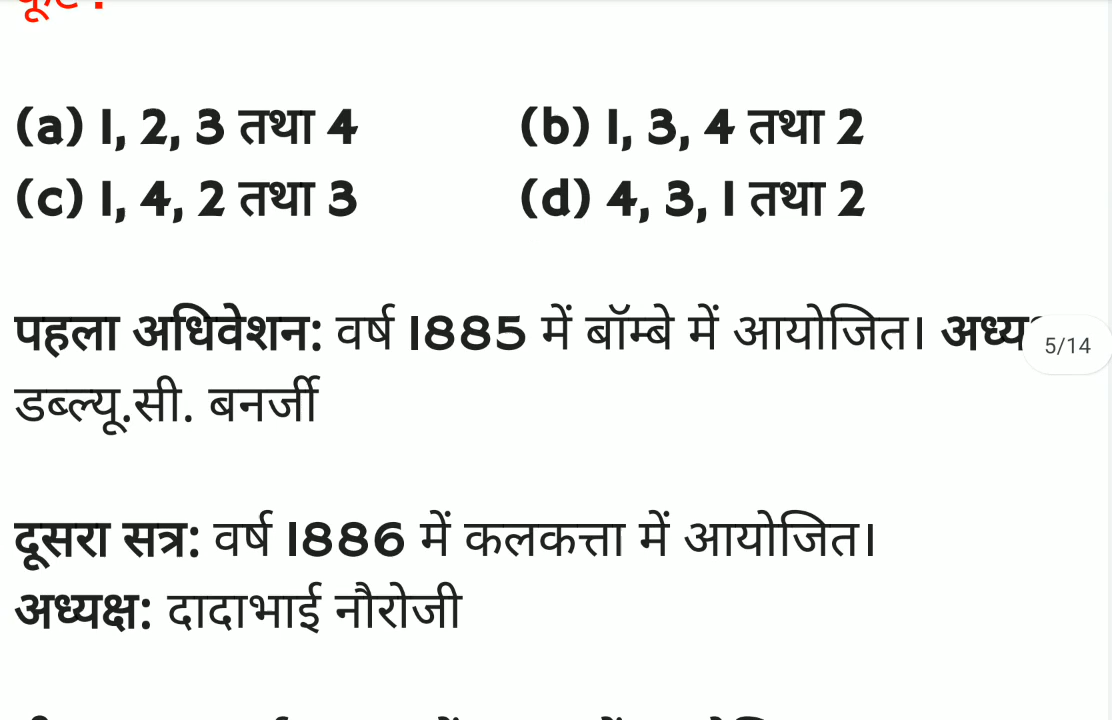 (a) 1, 2, 3 तथा 4 (b) 1, 3, 4 तथा 2
(c) 1, 4, 2 तथा 3 (d) 4, 3, 1 तथा 2
पहला अधिवेशन: वर्ष 1885 में बॉम्बे में आयोजित।
5/14
डब्ल्यू.सी. बनर्जी
दूसरा सत्र: वर्ष 1886 में कलकत्ता में आयोजित।
अध्यक्ष: दादाभाई नौरोजी